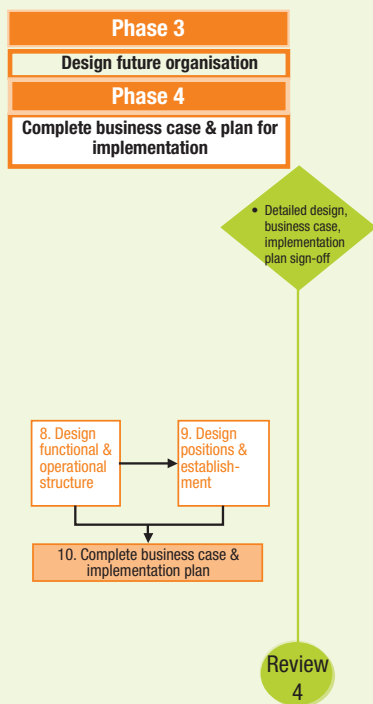 Phase 3
Design future organisation
Phase 4
Complete business case & plan for
implementation
• Detailed design,
business case,
implementation
plan sign-off
8. Design
functional &
operational
structure
9. Design
positions &
establish-
ment
10. Complete business case &
implementation plan
Review
4